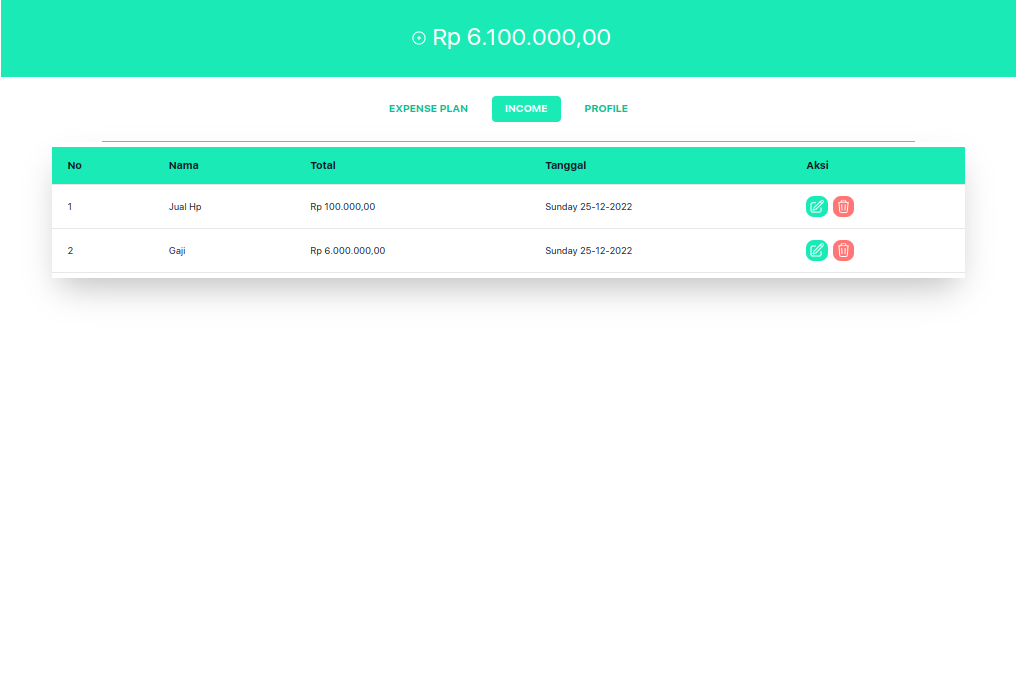 Rp 6.100.000,00
EXPENSE PLAN INCOME PROFILE
No Nama Total Tanggal Aksi
1 Jual Hp Rp 100.000,00 Sunday 25-12-2022
2 Gaji Rp 6.000.000,00 Sunday 25-12-2022